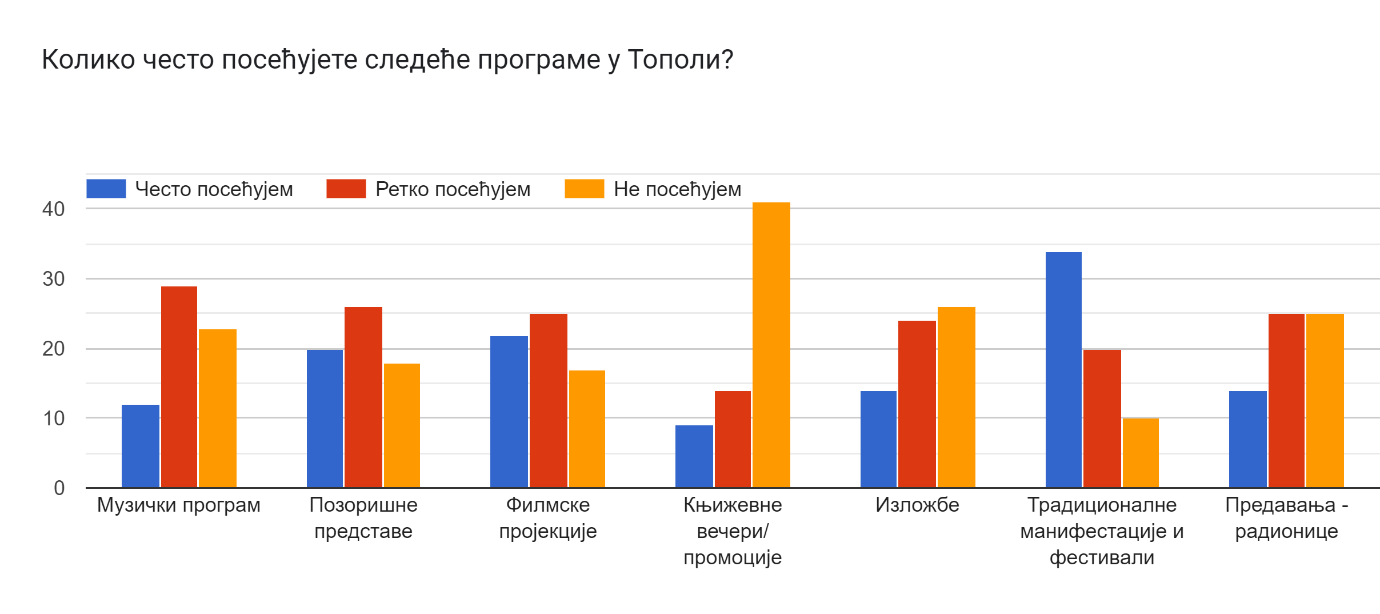 Колико често посећујете следеће програме у Тополи?
Често посећујем
Ретко посећујем
Не посећујем
40
30
20
10
0
Музички програм
Позоришне
представе
Филмске
пројекције
Књижевне
вечери/
промоције
Изложбе
Традиционалне
манифестације и
фестивали
Предавања -
радионице